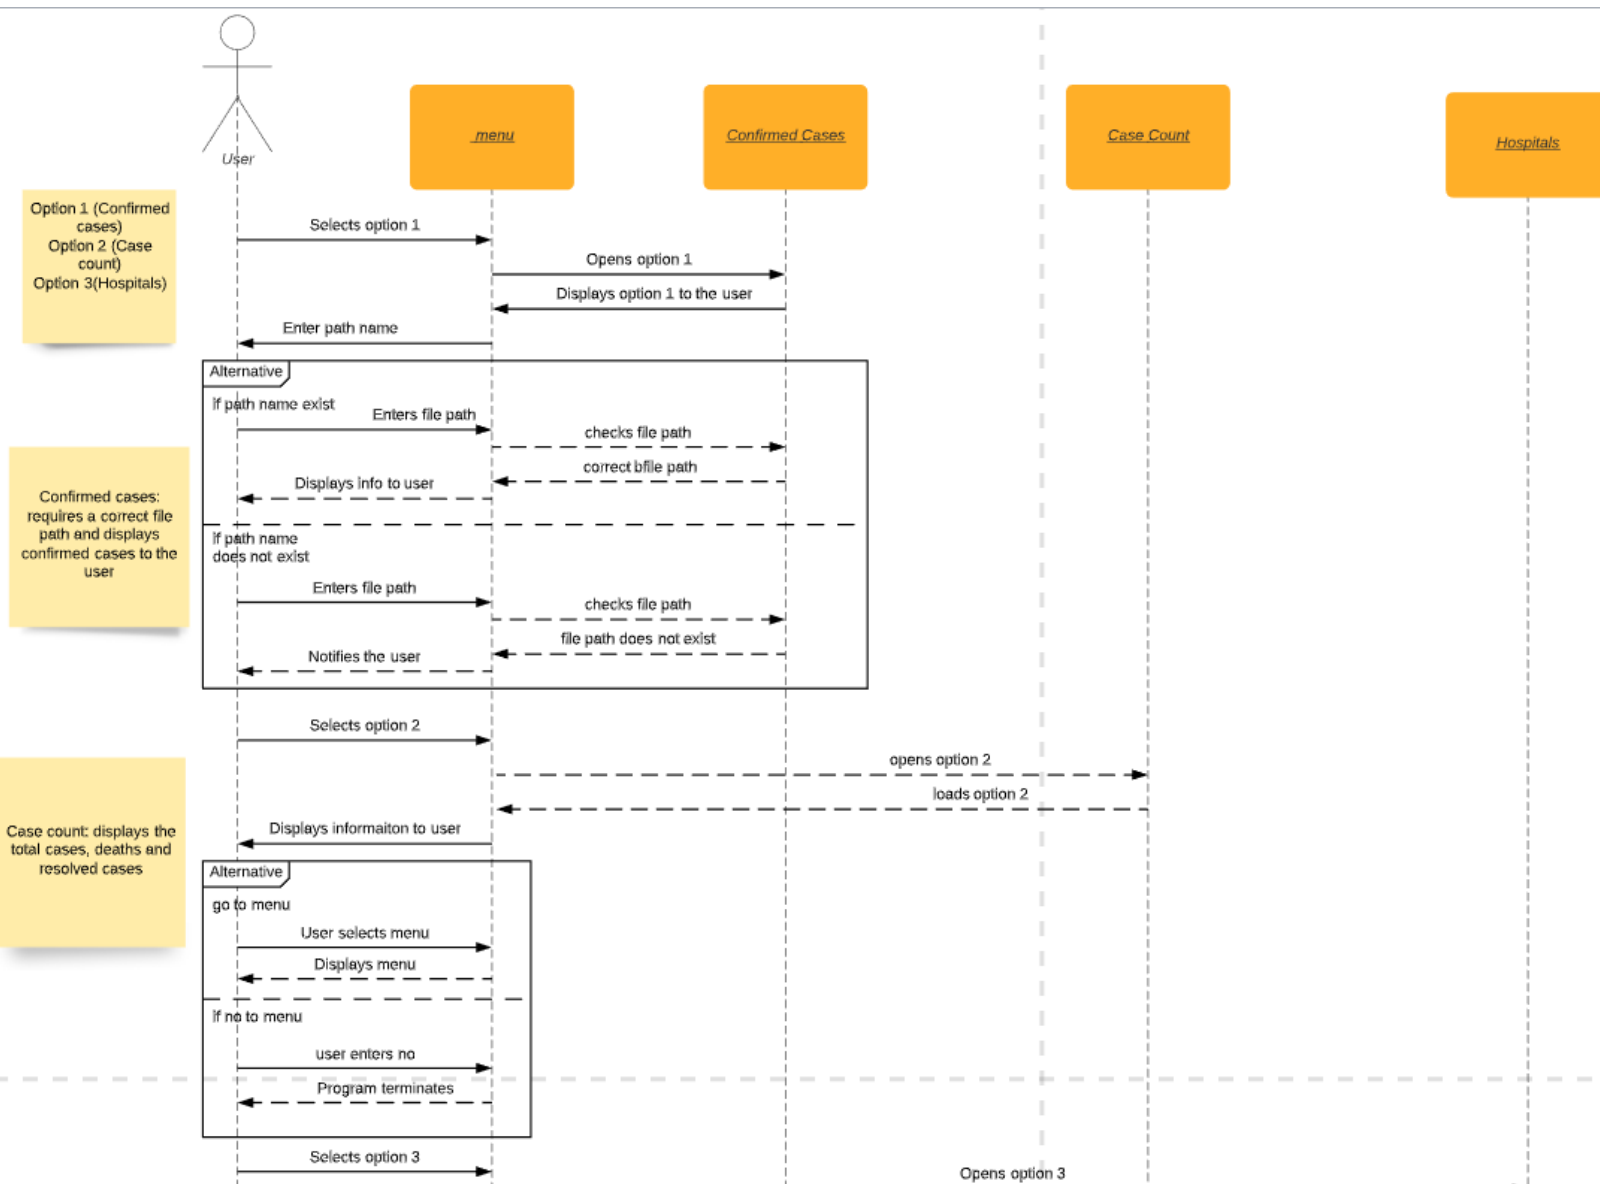 User
menu
Confirmed Cases
Case Count
Hospitals
Option 1 (Confirmed
cases)
Option 2 (Case
count)
Option 3(Hospitals)
Selects option 1
Opens option 1
Displays option 1 to the user
Enter path name
Alternative
if path name exist
Enters file path
checks file path
correct bfile path
Displays info to user
if path name
does not exist
Enters file path
checks file path
file path does not exist
Notifies the user
Confirmed cases:
requires a correct file
path and displays
confirmed cases to the
user
Selects option 2
opens option 2
loads option 2
Displays informaiton to user
Case count: displays the
total cases, deaths and
resolved cases
Alternative
go to menu
User selects menu
Displays menu
if no to menu
user enters no
Program terminates
Selects option 3
Opens option 3